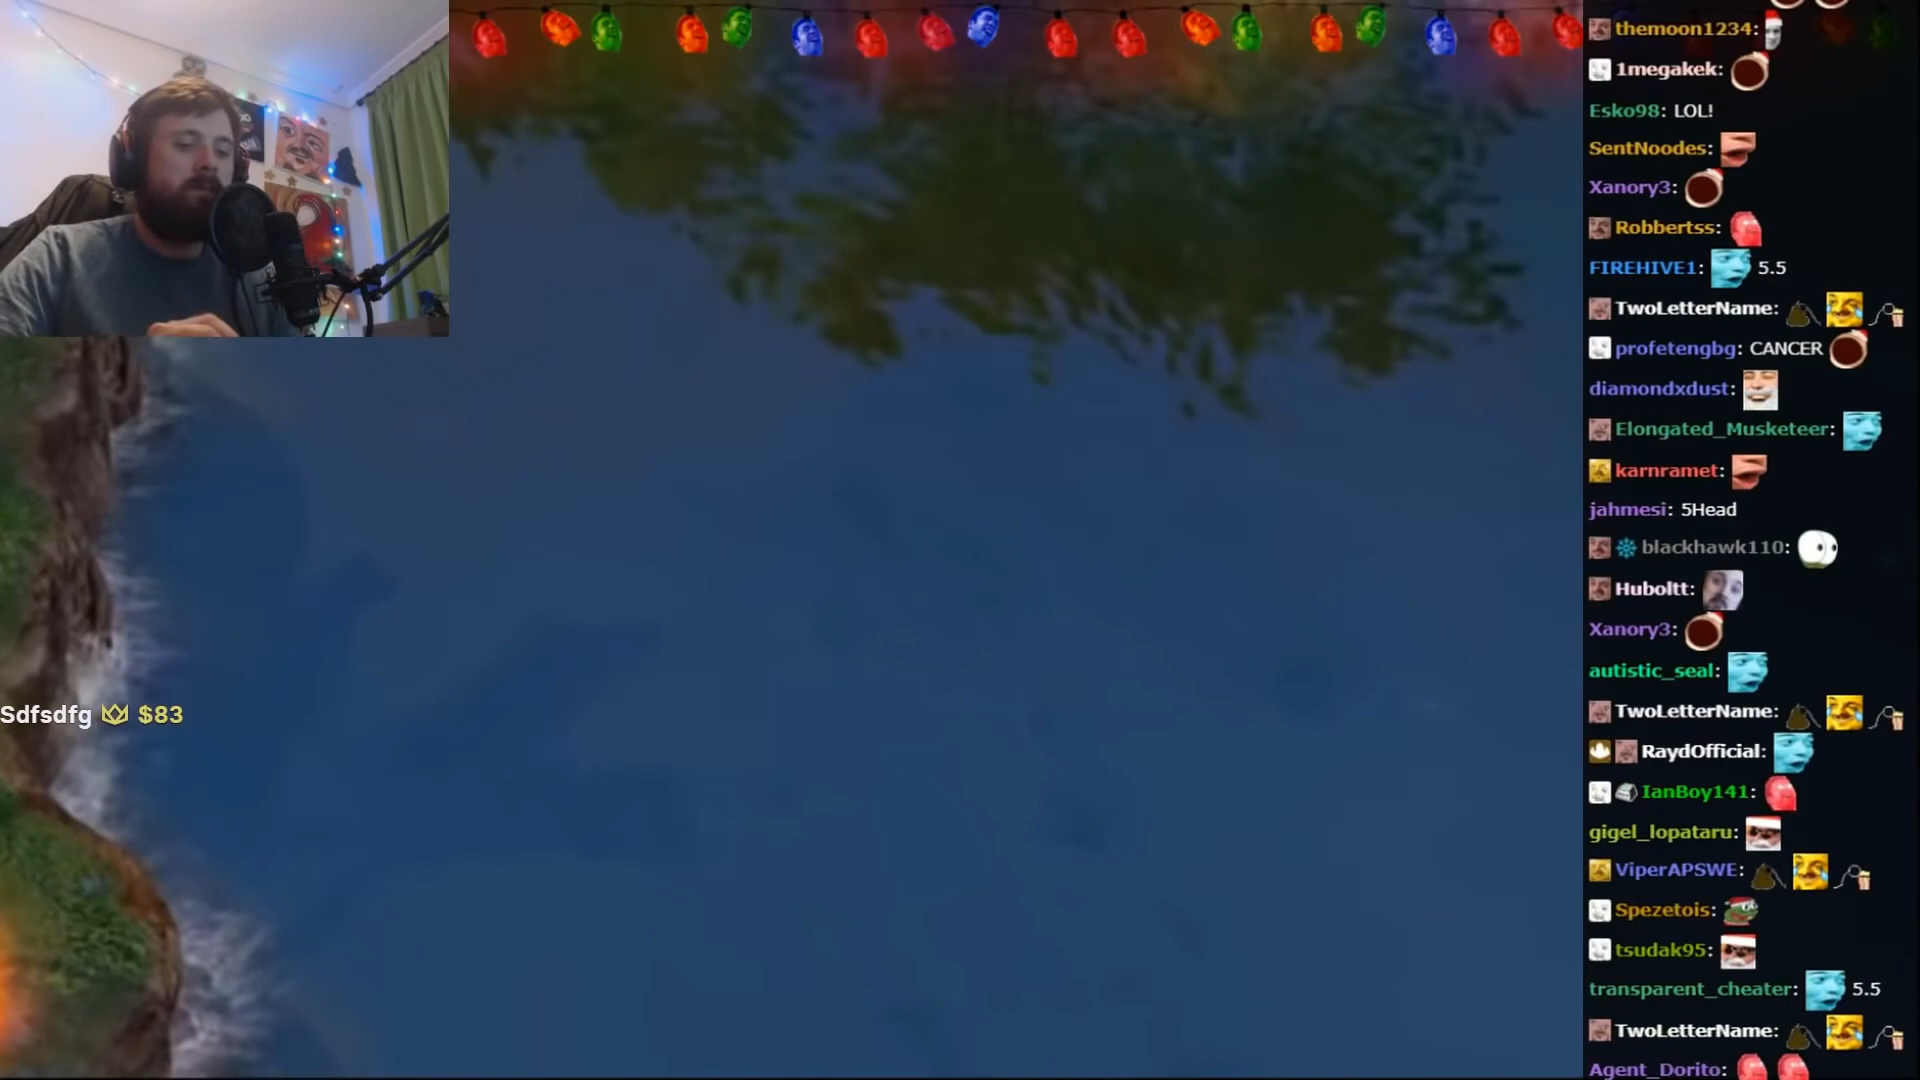 themoon1234:
1megakek:
Esko98: LOL!
SentNoodes:
Xanory3:
Robbertss:
FIREHIVE1: 5.5
TwoLetterName:
profetengbg: CANCER
diamondxdust:
Elongated_Musketeer:
karnramet:
jahmesi: 5Head
blackhawk110:
Huboltt:
Xanory3:
autistic_seal:
Sdfsdfg $83
TwoLetterName:
RaydOfficial:
IanBoy141:
gigel_lopataru:
ViperAPSWE:
Spezetois:
tsudak95:
transparent_cheater: 5.5
TwoLetterName:
Agent_Dorito: